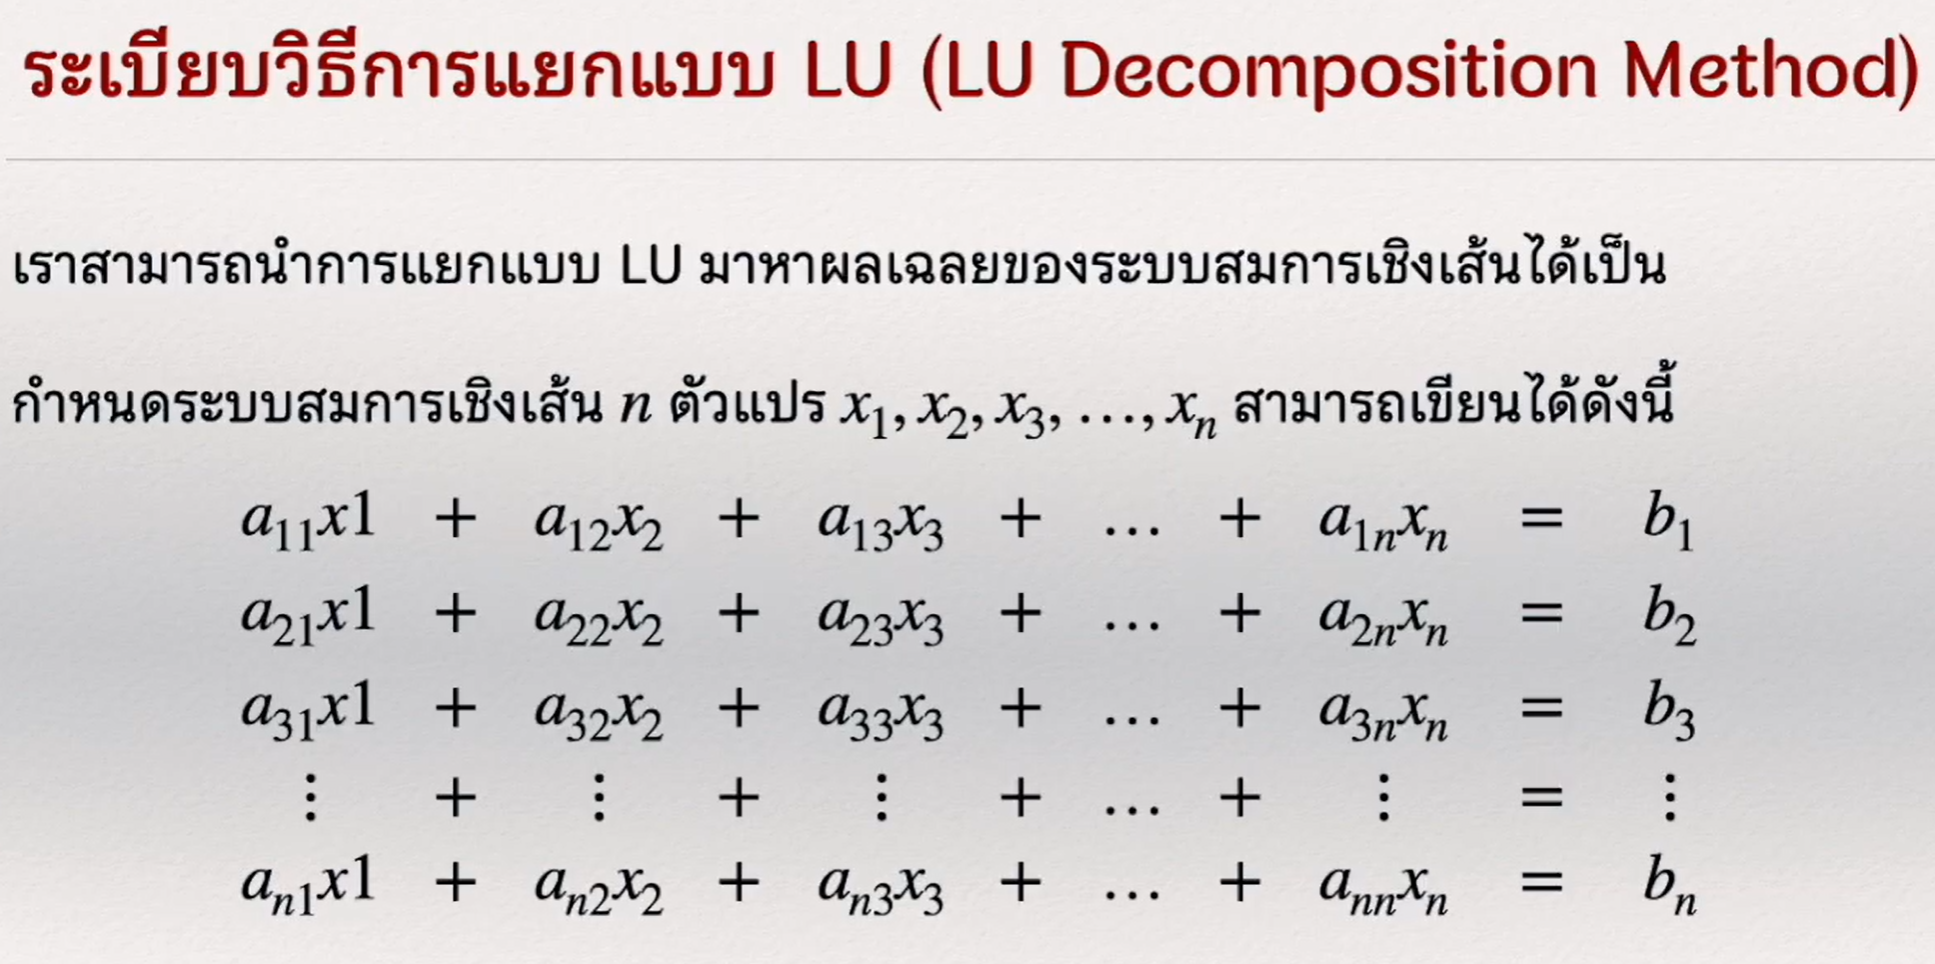 ระเบียบวิธีการแยกแบบ LU (LU Decomposition Method)
เราสามารถนำการแยกแบบ LU มาหาผลเฉลยของระบบสมการเชิงเส้นได้เป็น
กำหนดระบบสมการเชิงเส้น n ตัวแปร x₁, x₂, x₃, …, xₙ สามารถเขียนได้ดังนี้
a₁₁x1 + a₁₂x₂ + a₁₃x₃ + … + a₁ₙxₙ = b₁
a₂₁x1 + a₂₂x₂ + a₂₃x₃ + … + a₂ₙxₙ = b₂
a₃₁x1 + a₃₂x₂ + a₃₃x₃ + … + a₃ₙxₙ = b₃
⋮ + ⋮ + ⋮ + … + ⋮ = ⋮
aₙ₁x1 + aₙ₂x₂ + aₙ₃x₃ + … + aₙₙxₙ = bₙ